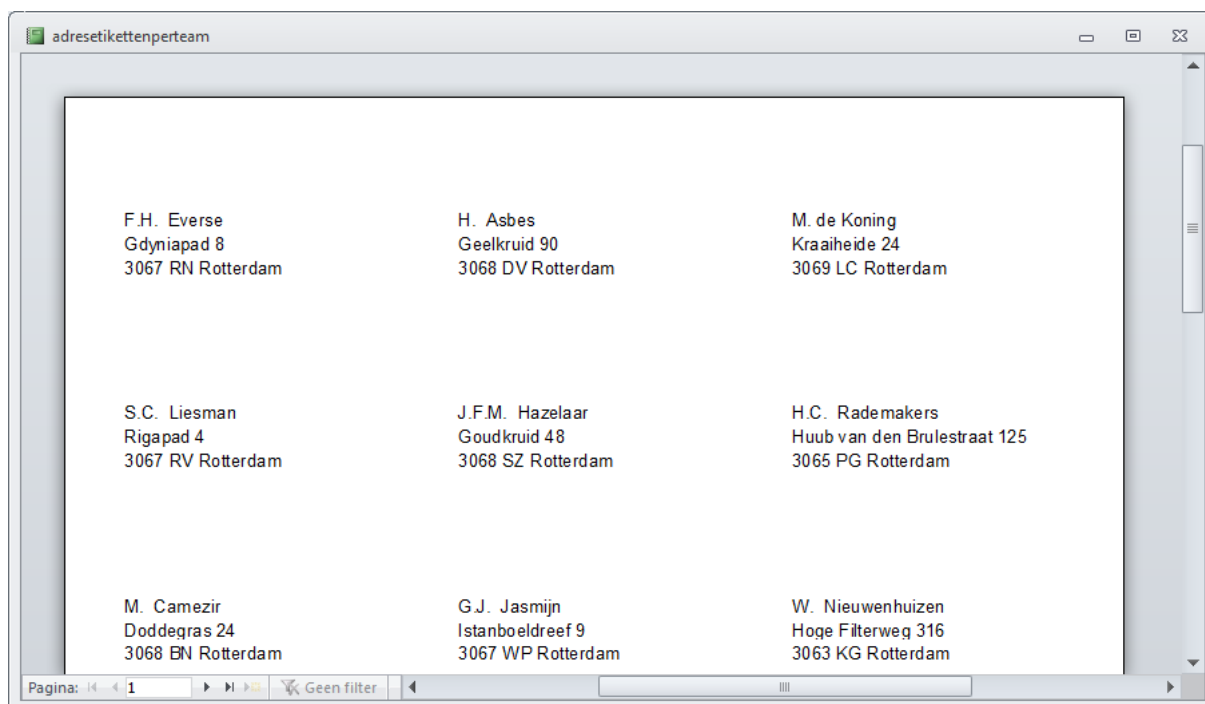 adresetikettenperteam
F.H.  Everse
Gdyniapad 8
3067 RN Rotterdam
H.  Asbes
Geelkruid 90
3068 DV Rotterdam
M. de Koning
Kraaiheide 24
3069 LC Rotterdam
S.C.  Liesman
Rigapad 4
3067 RV Rotterdam
J.F.M.  Hazelaar
Goudkruid 48
3068 SZ Rotterdam
H.C.  Rademakers
Huub van den Brulestraat 125
3065 PG Rotterdam
M.  Camezir
Doddegras 24
3068 BN Rotterdam
G.J.  Jasmijn
Istanboeldreef 9
3067 WP Rotterdam
W.  Nieuwenhuizen
Hoge Filterweg 316
3063 KG Rotterdam
Pagina: 1 Geen filter